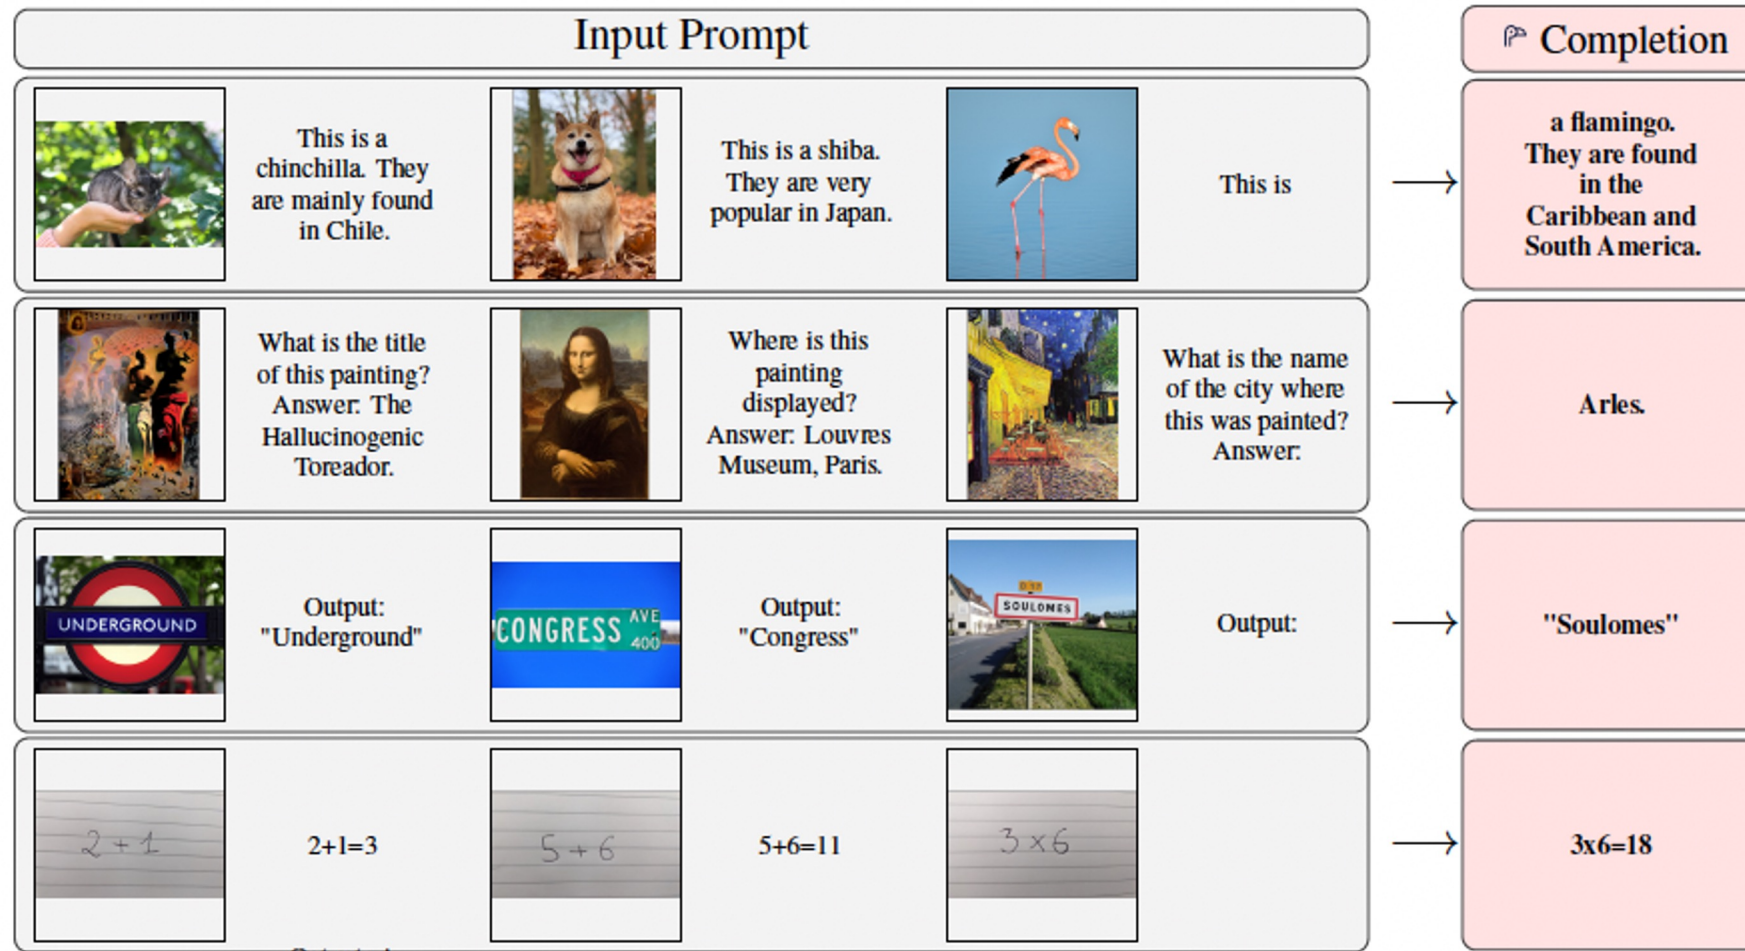 Input Prompt
Completion
This is a
chinchilla. They
are mainly found
in Chile.
This is a shiba.
They are very
popular in Japan.
This is
a flamingo.
They are found
in the
Caribbean and
South America.
What is the title
of this painting?
Answer: The
Hallucinogenic
Toreador.
Where is this
painting
displayed?
Answer: Louvres
Museum, Paris.
What is the name
of the city where
this was painted?
Answer:
Arles.
UNDERGROUND
Output:
"Underground"
CONGRESS AVE
400
Output:
"Congress"
SOULOMES
Output:
"Soulomes"
2 + 1
2+1=3
5 + 6
5+6=11
3 x 6
3x6=18